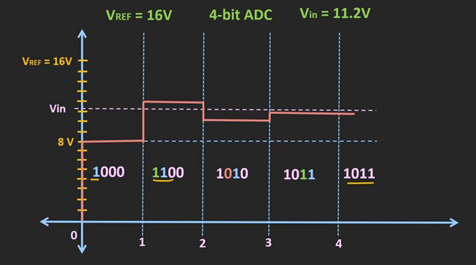 VREF = 16V 4-bit ADC Vin = 11.2V
VREF = 16V
Vin
8 V
1000 1100 1010 1011 1011
0 1 2 3 4